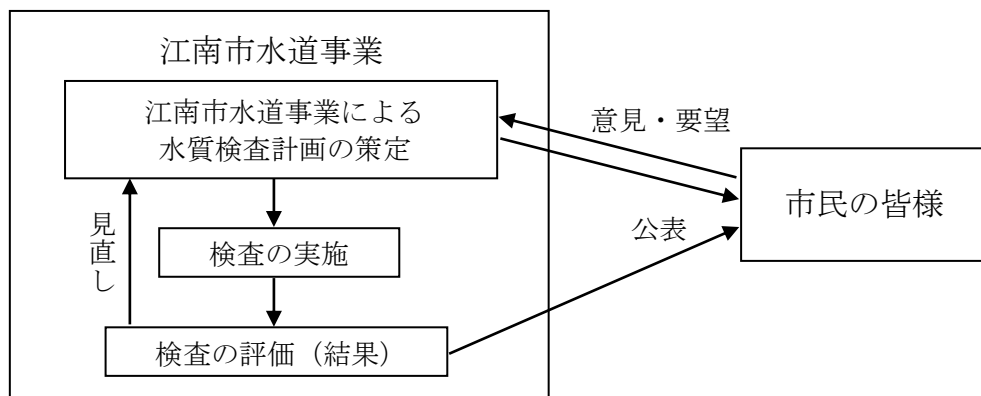 江南市水道事業
江南市水道事業による
水質検査計画の策定
意見・要望
市民の皆様
見直し
検査の実施
公表
検査の評価（結果）